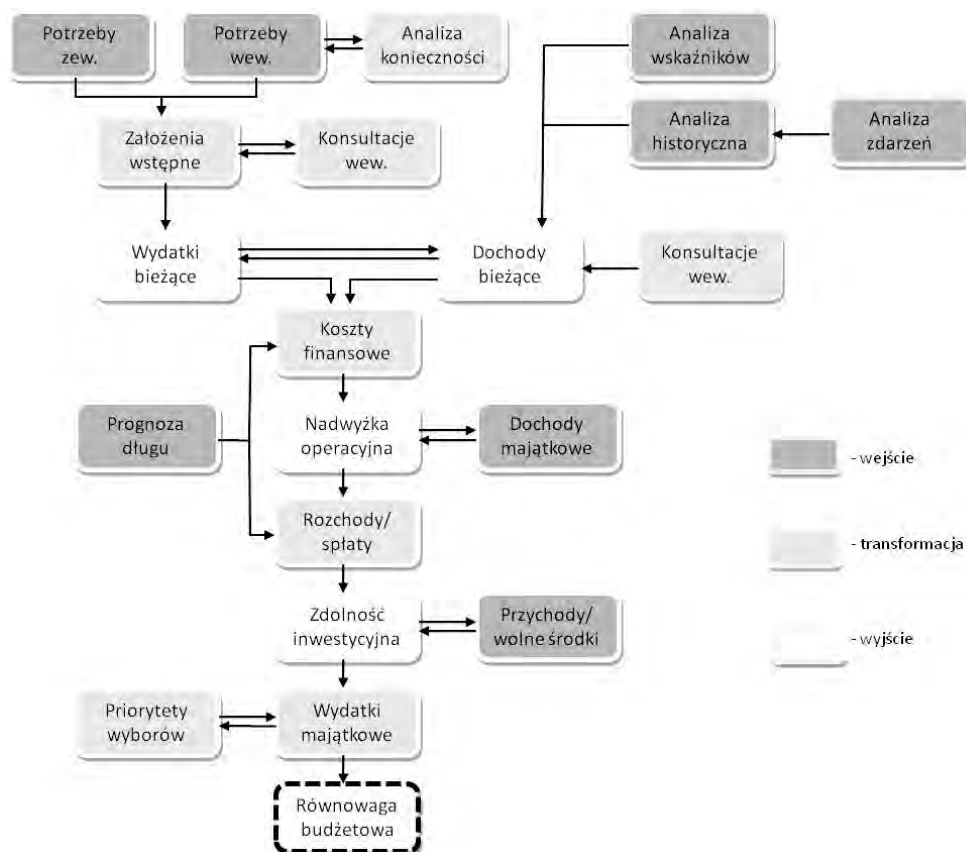 Potrzeby
zew.
Potrzeby
wew.
Analiza
konieczności
Analiza
wskaźników
Założenia
wstępne
Konsultacje
wew.
Analiza
historyczna
Analiza
zdarzeń
Wydatki
bieżące
Dochody
bieżące
Konsultacje
wew.
Koszty
finansowe
Prognoza
długu
Nadwyżka
operacyjna
Dochody
majątkowe
- wejście
Rozchody/
spłaty
- transformacja
Zdolność
inwestycyjna
Przychody/
wolne środki
- wyjście
Priorytety
wyborów
Wydatki
majątkowe
Równowaga
budżetowa